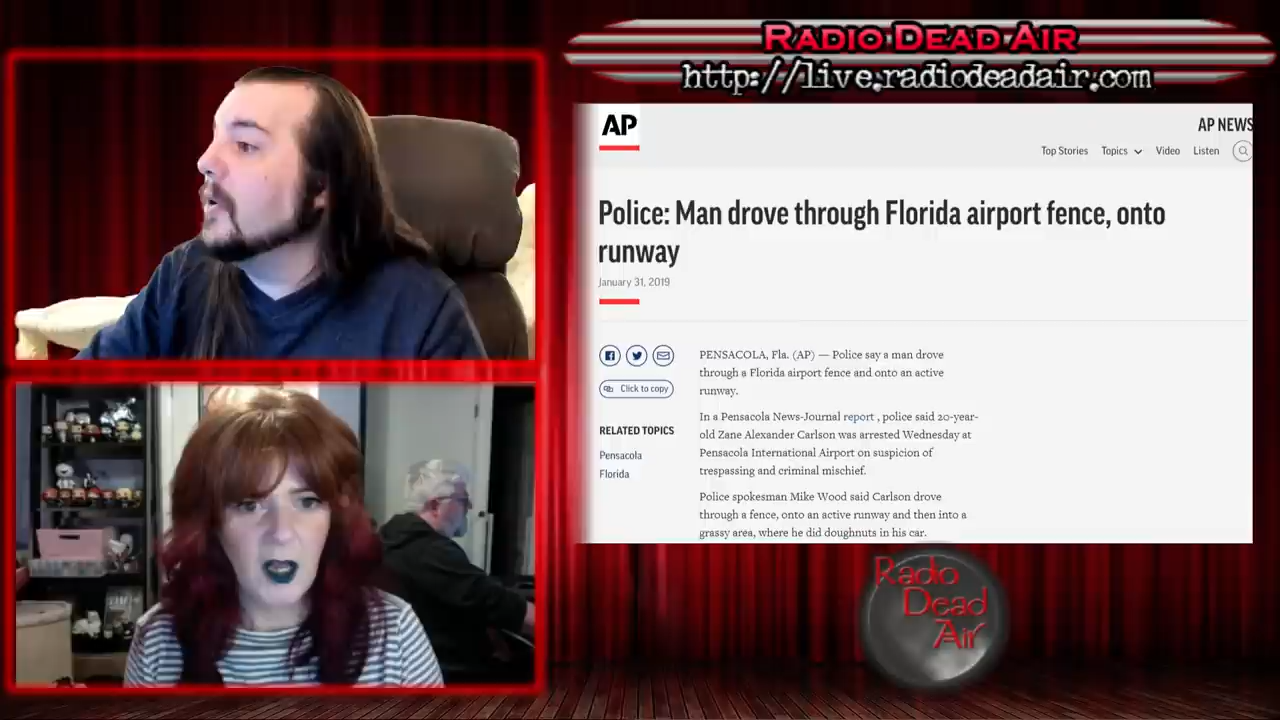 Radio Dead Air
http://live.radiodeadair.com
AP
AP NEWS
Top Stories
Topics
Video
Listen
Police: Man drove through Florida airport fence, onto
runway
January 31, 2019
Click to copy
RELATED TOPICS
Pensacola
Florida
PENSACOLA, Fla. (AP) — Police say a man drove
through a Florida airport fence and onto an active
runway.
In a Pensacola News-Journal report , police said 20-year-
old Zane Alexander Carlson was arrested Wednesday at
Pensacola International Airport on suspicion of
trespassing and criminal mischief.
Police spokesman Mike Wood said Carlson drove
through a fence, onto an active runway and then into a
grassy area, where he did doughnuts in his car.
Radio
Dead
Air